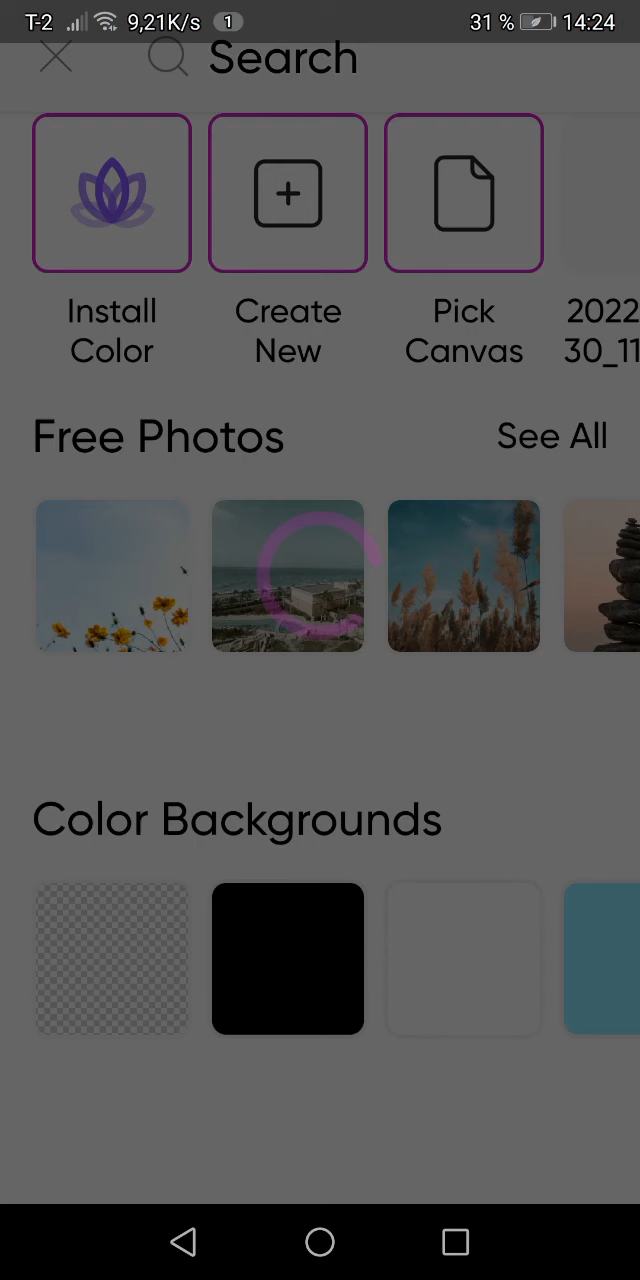 T-2 9,21K/s 1 31 % 14:24
Search
Install
Color
Create
New
Pick
Canvas
2022
30_11
Free Photos See All
Color Backgrounds